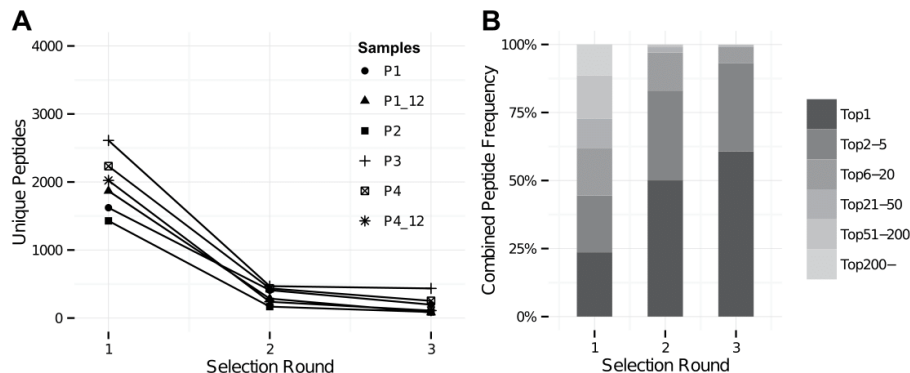 A
4000
3000
2000
1000
0
Unique Peptides
1
2
3
Selection Round
Samples
P1
P1_12
P2
P3
P4
P4_12
B
100%
75%
50%
25%
0%
Combined Peptide Frequency
1
2
3
Selection Round
Top1
Top2−5
Top6−20
Top21−50
Top51−200
Top200−